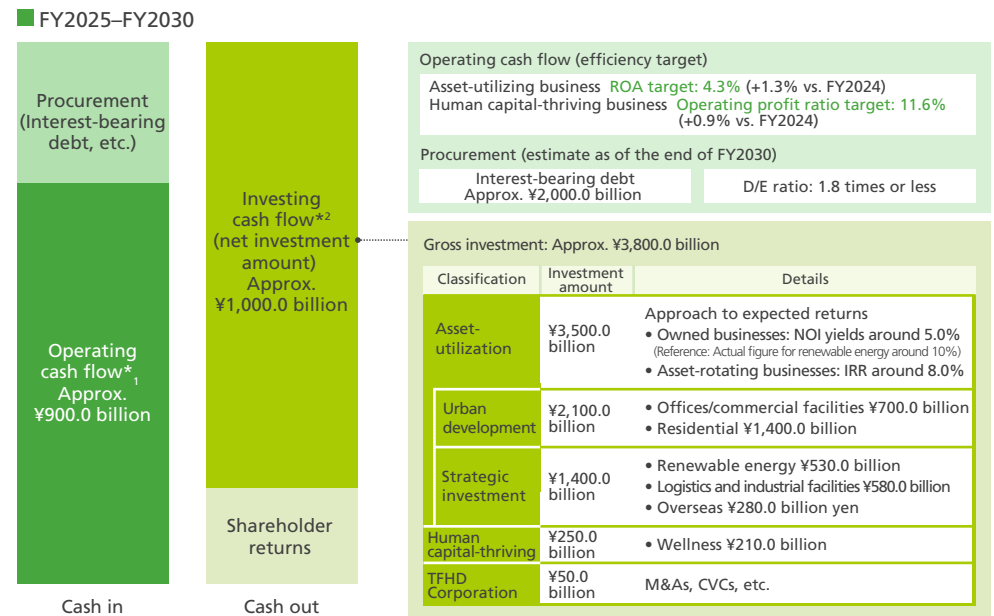 FY2025–FY2030
Procurement
(Interest-bearing
debt, etc.)
Operating
cash flow*1
Approx.
¥900.0 billion
Cash in
Investing
cash flow*2
(net investment
amount)
Approx.
¥1,000.0 billion
Shareholder
returns
Cash out
Operating cash flow (efficiency target)
Asset-utilizing business ROA target: 4.3% (+1.3% vs. FY2024)
Human capital-thriving business Operating profit ratio target: 11.6%
(+0.9% vs. FY2024)
Procurement (estimate as of the end of FY2030)
Interest-bearing debt
Approx. ¥2,000.0 billion
D/E ratio: 1.8 times or less
Gross investment: Approx. ¥3,800.0 billion
Classification
Investment
amount
Details
Asset-
utilization
¥3,500.0
billion
Approach to expected returns
• Owned businesses: NOI yields around 5.0%
(Reference: Actual figure for renewable energy around 10%)
• Asset-rotating businesses: IRR around 8.0%
Urban
development
¥2,100.0
billion
• Offices/commercial facilities ¥700.0 billion
• Residential ¥1,400.0 billion
Strategic
investment
¥1,400.0
billion
• Renewable energy ¥530.0 billion
• Logistics and industrial facilities ¥580.0 billion
• Overseas ¥280.0 billion yen
Human
capital-thriving
¥250.0
billion
• Wellness ¥210.0 billion
TFHD
Corporation
¥50.0
billion
M&As, CVCs, etc.